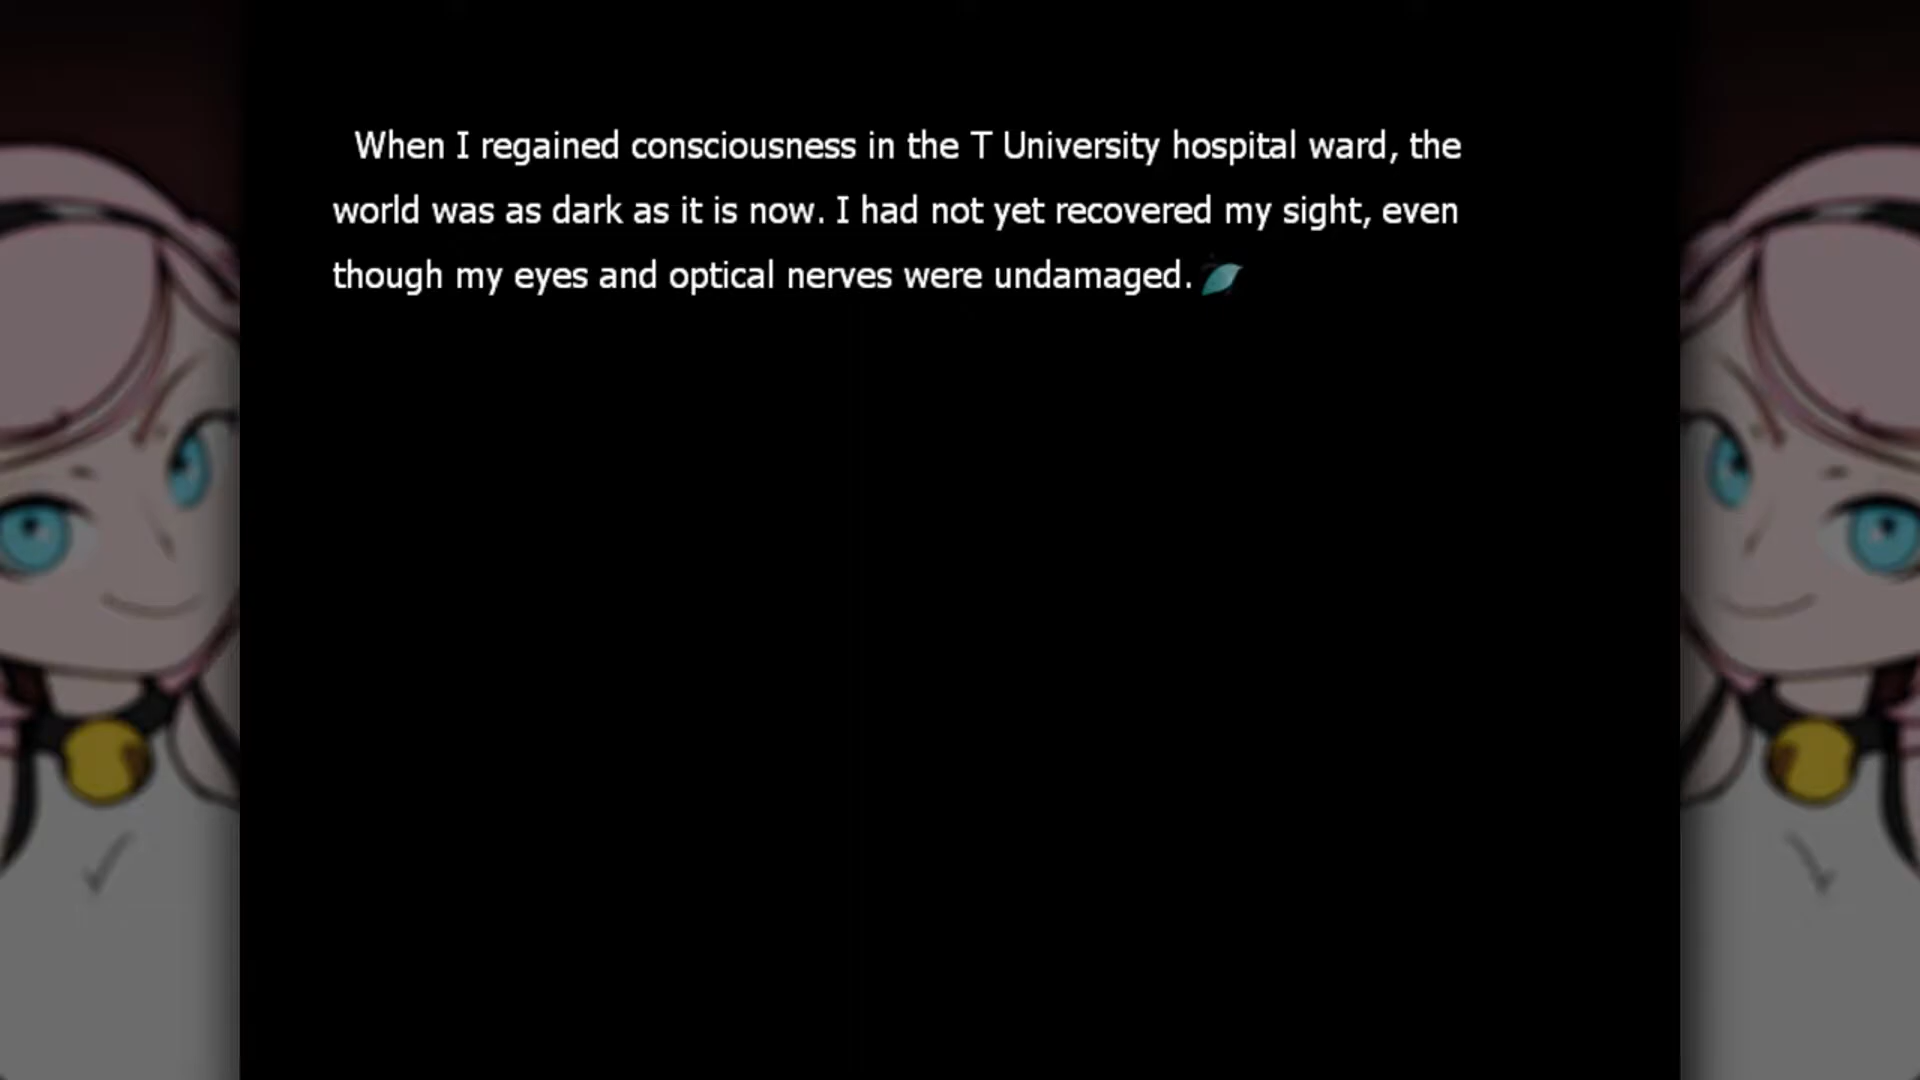 When I regained consciousness in the T University hospital ward, the
world was as dark as it is now. I had not yet recovered my sight, even
though my eyes and optical nerves were undamaged.